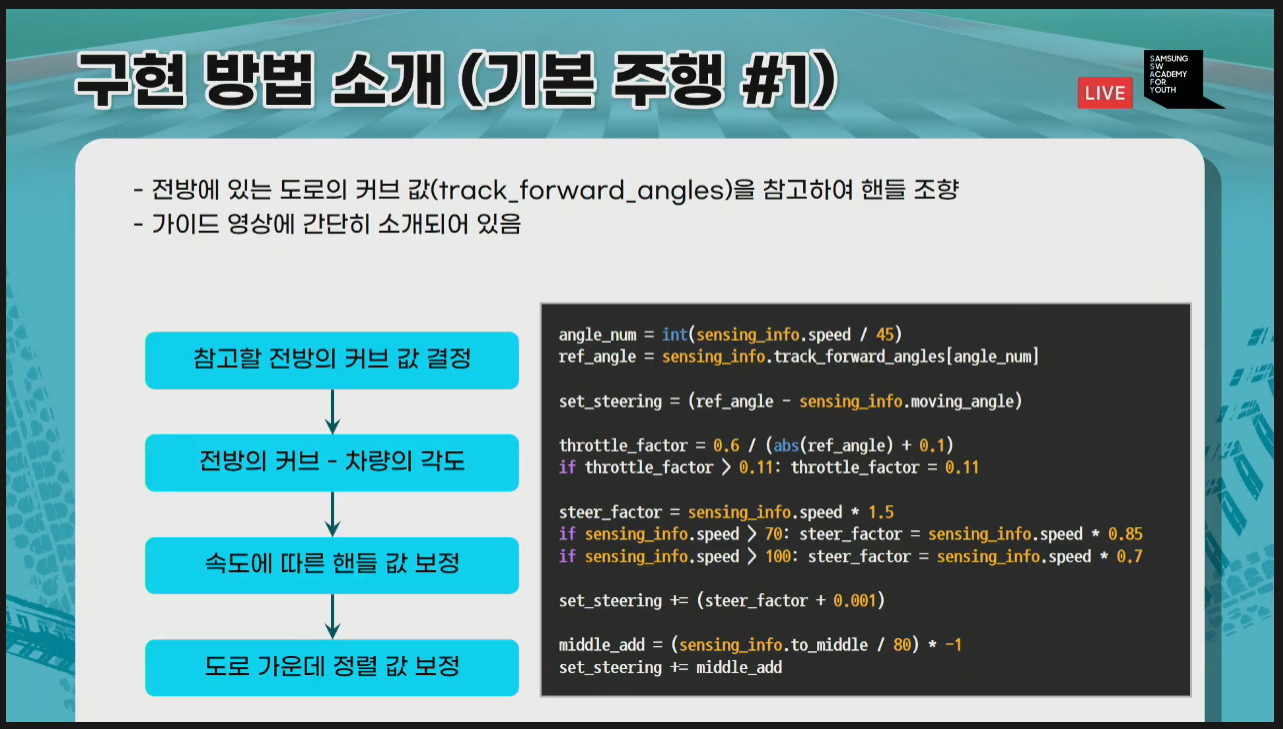 구현 방법 소개 (기본 주행 #1)
LIVE
SAMSUNG
SW
ACADEMY
FOR
YOUTH
- 전방에 있는 도로의 커브 값(track_forward_angles)을 참고하여 핸들 조향
- 가이드 영상에 간단히 소개되어 있음
참고할 전방의 커브 값 결정
전방의 커브 - 차량의 각도
속도에 따른 핸들 값 보정
도로 가운데 정렬 값 보정
angle_num = int(sensing_info.speed / 45)
ref_angle = sensing_info.track_forward_angles[angle_num]
set_steering = (ref_angle - sensing_info.moving_angle)
throttle_factor = 0.6 / (abs(ref_angle) + 0.1)
if throttle_factor > 0.11: throttle_factor = 0.11
steer_factor = sensing_info.speed * 1.5
if sensing_info.speed > 70: steer_factor = sensing_info.speed * 0.85
if sensing_info.speed > 100: steer_factor = sensing_info.speed * 0.7
set_steering += (steer_factor + 0.001)
middle_add = (sensing_info.to_middle / 80) * -1
set_steering += middle_add